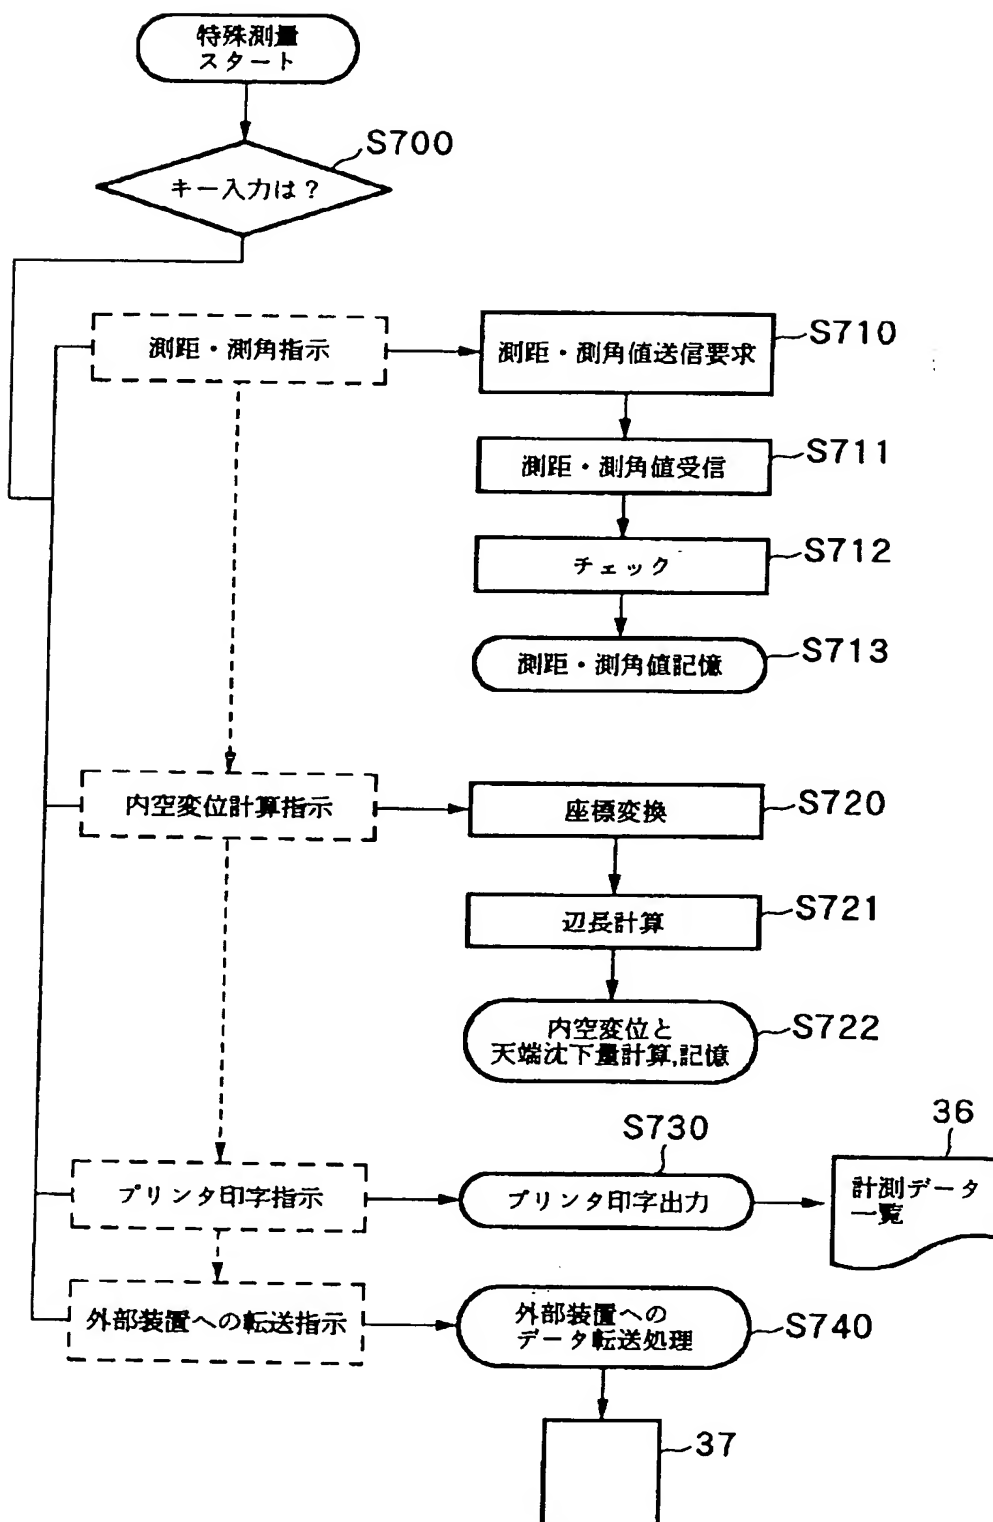 特殊測量
スタート
S700
キー入力は？
測距・測角指示
測距・測角値送信要求
S710
測距・測角値受信
S711
チェック
S712
測距・測角値記憶
S713
内空変位計算指示
座標変換
S720
辺長計算
S721
内空変位と
天端沈下量計算,記憶
S722
S730
36
プリンタ印字指示
プリンタ印字出力
計測データ
一覧
外部装置への転送指示
外部装置への
データ転送処理
S740
37